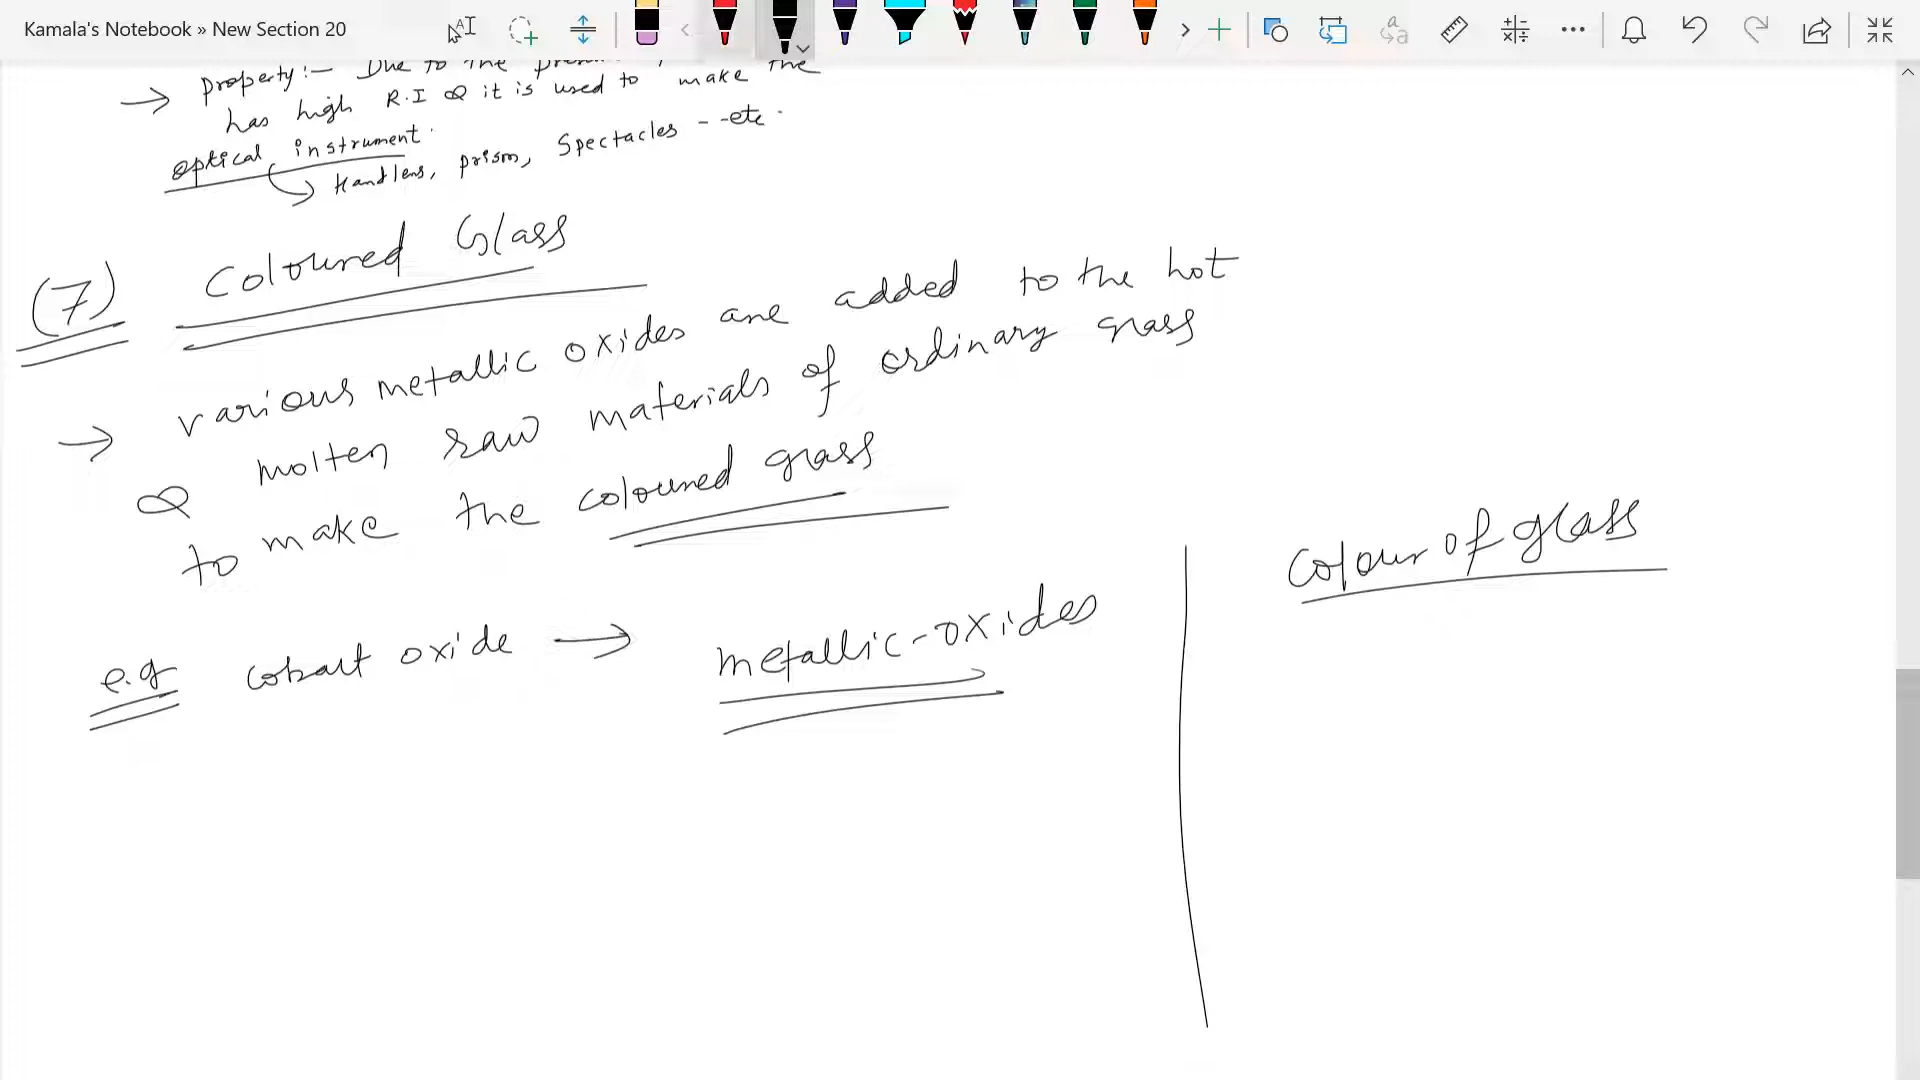 Kamala's Notebook » New Section 20
→ Property:- Due to the make the
has high R.I & it is used to
optical instrument.
→ Handlens, prism, Spectacles - - etc.
(7) Coloured Glass
→ various metallic oxides are added to the hot
& molten raw materials of ordinary grass
to make the coloured grass
e.g cobalt oxide → metallic-oxides
colour of glass